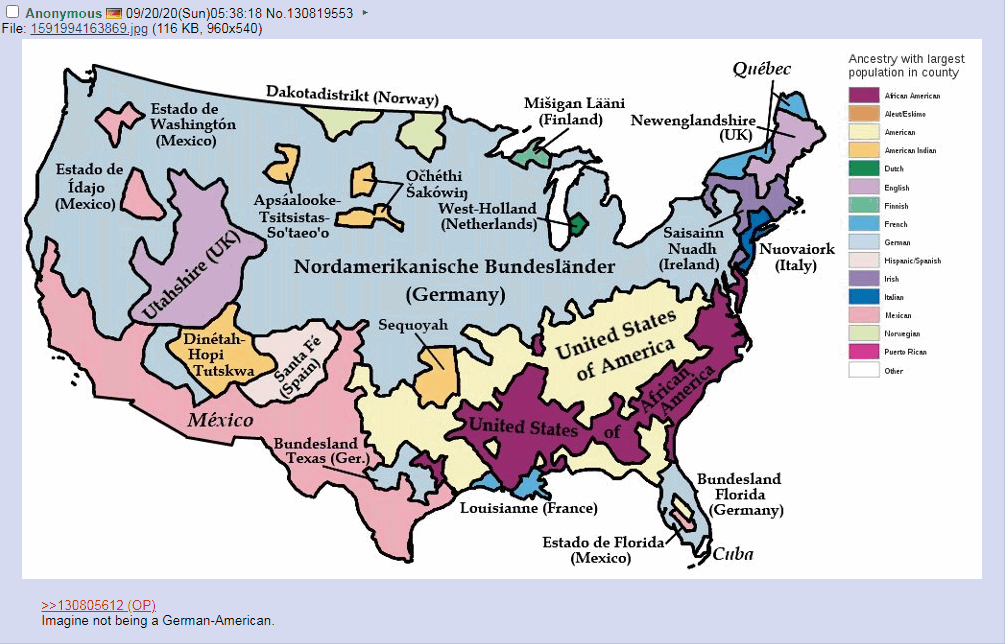 Anonymous 09/20/20(Sun)05:38:18 No.130819553
File: 1591994163869.jpg (116 KB, 960x540)
Ancestry with largest
population in county
African American
Aleut/Eskimo
American
American Indian
Dutch
English
Finnish
French
German
Hispanic/Spanish
Irish
Italian
Mexican
Norwegian
Puerto Rican
Other
Québec
Dakotadistrikt (Norway)
Mišigan Lääni
(Finland)
Newenglandshire
(UK)
Estado de
Washingtón
(Mexico)
Estado de
Ídajo
(Mexico)
Apsáalooke-
Tsitsistas-
So'taeo'o
Očhéthi
Šakówiŋ
West-Holland
(Netherlands)
Saisainn
Nuadh
(Ireland)
Nuovaiork
(Italy)
Utahshire (UK)
Nordamerikanische Bundesländer
(Germany)
Sequoyah
Dinétah-
Hopi
Tutskwa
Santa Fé
(Spain)
United States
of America
México
United States of African America
Bundesland
Texas (Ger.)
Louisianne (France)
Bundesland
Florida
(Germany)
Estado de Florida
(Mexico)
Cuba
>>130805612 (OP)
Imagine not being a German-American.